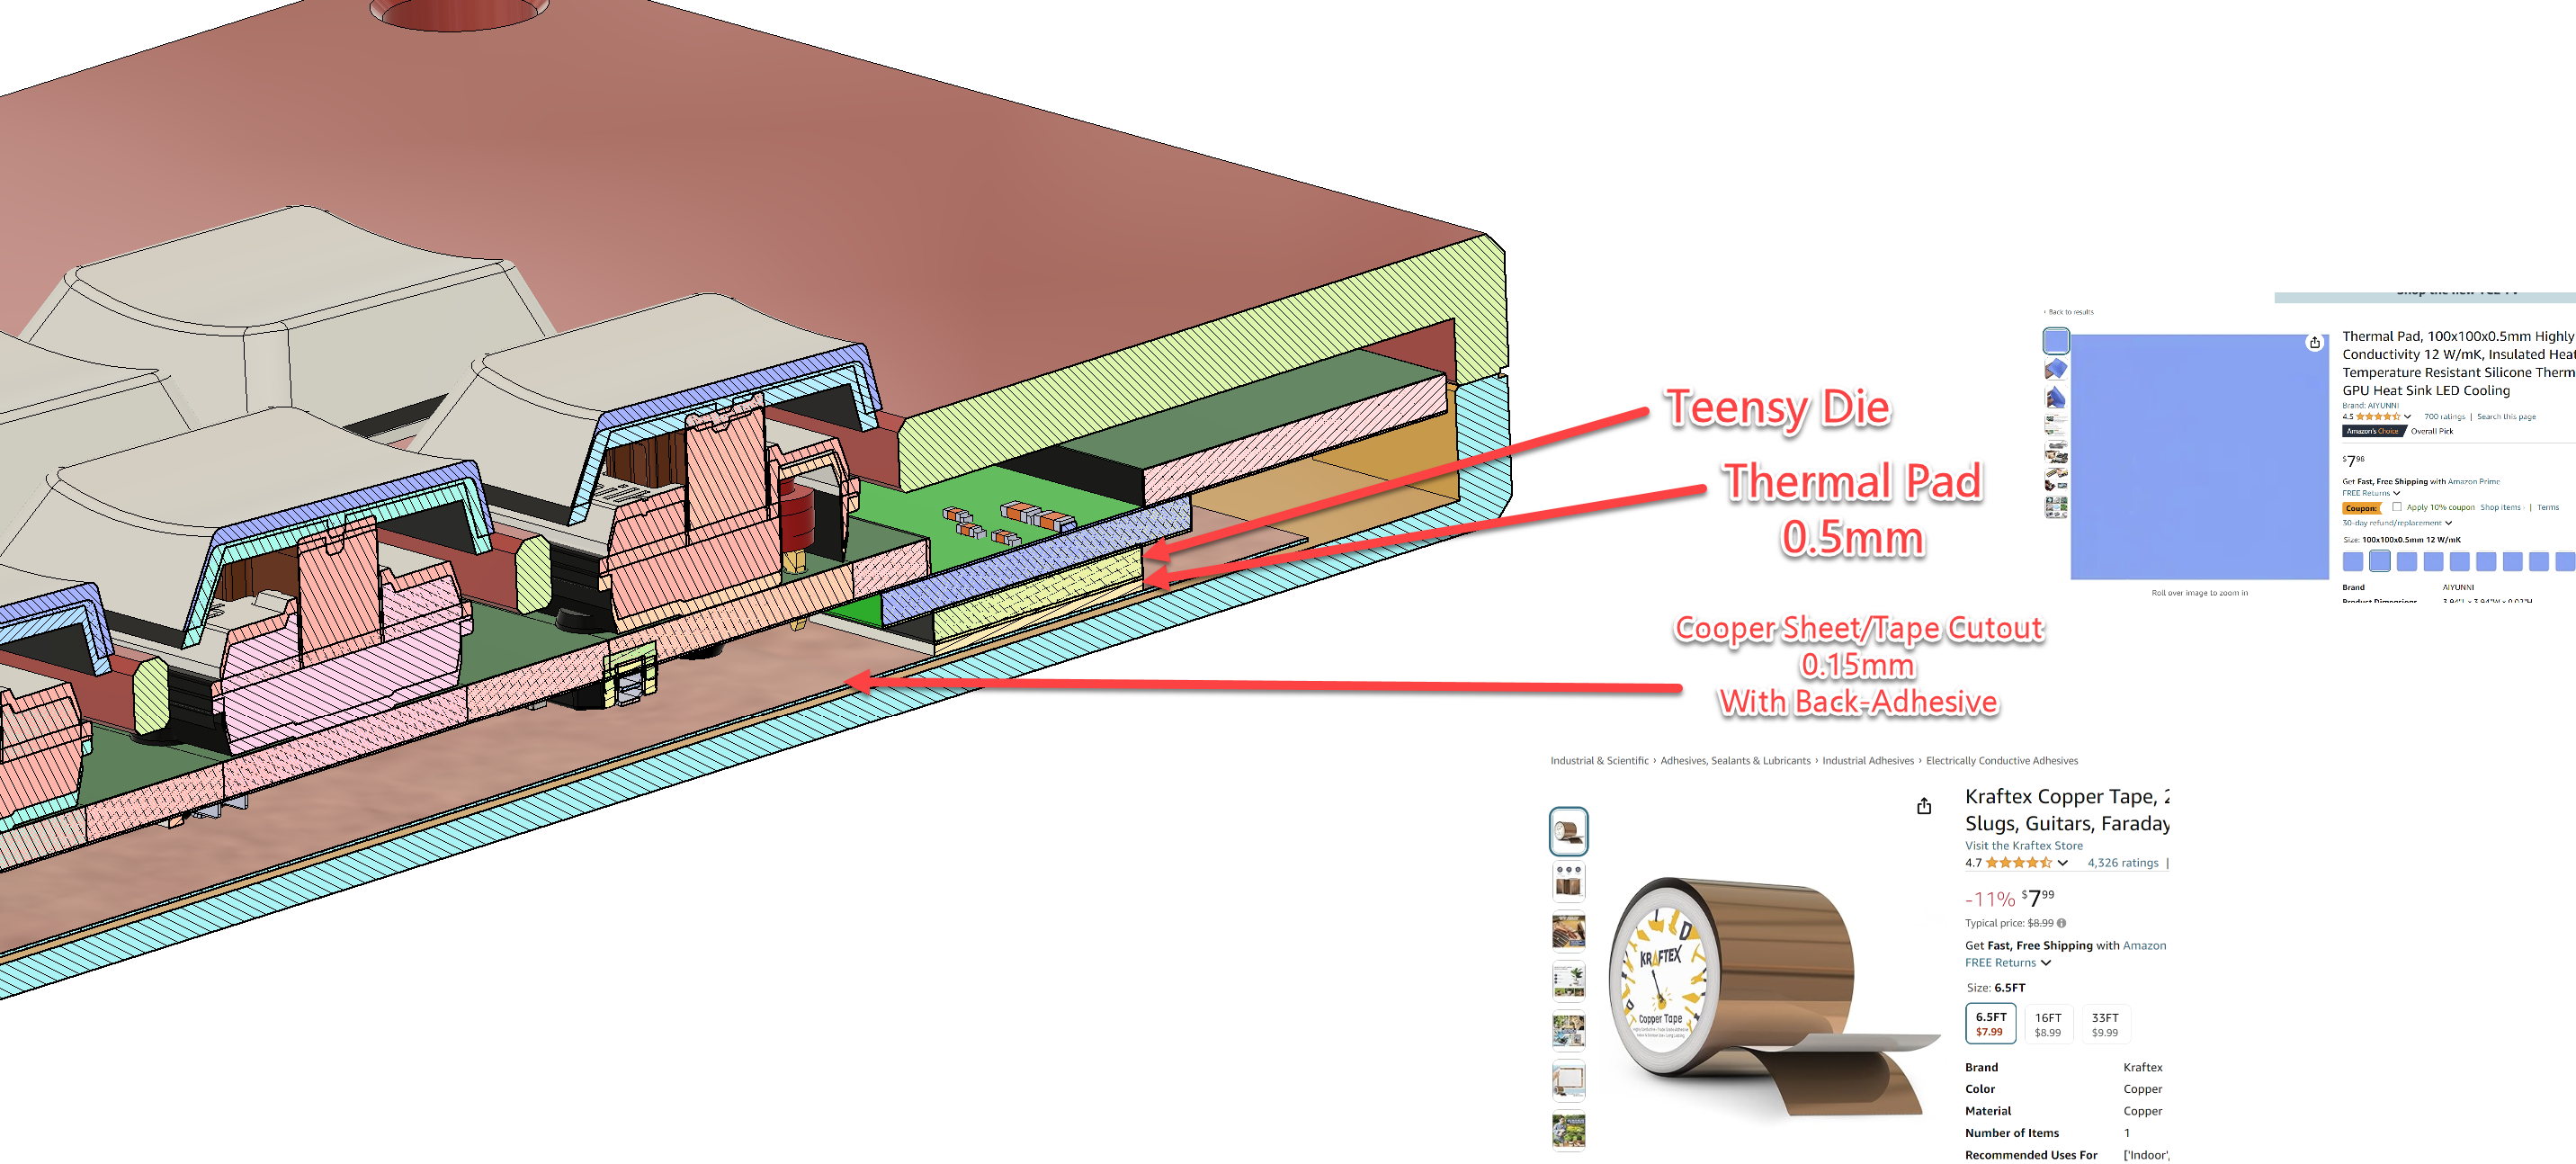 Back to results
Thermal Pad, 100x100x0.5mm Highly
Conductivity 12 W/mK, Insulated Heat
Temperature Resistant Silicone Therm
GPU Heat Sink LED Cooling
Brand: AIYUNNI
4.5 700 ratings | Search this page
Amazon's Choice Overall Pick
$798
Get Fast, Free Shipping with Amazon Prime
FREE Returns
Coupon: Apply 10% coupon Shop items | Terms
30-day refund/replacement
Size: 100x100x0.5mm 12 W/mK
Brand AIYUNNI
Roll over image to zoom in
Teensy Die
Thermal Pad
0.5mm
Cooper Sheet/Tape Cutout
0.15mm
With Back-Adhesive
Industrial & Scientific › Adhesives, Sealants & Lubricants › Industrial Adhesives › Electrically Conductive Adhesives
Kraftex Copper Tape, 2
Slugs, Guitars, Faraday
Visit the Kraftex Store
4.7 4,326 ratings |
-11% $799
Typical price: $8.99
Get Fast, Free Shipping with Amazon
FREE Returns
Size: 6.5FT
6.5FT 16FT 33FT
$7.99 $8.99 $9.99
KRAFTEX
Copper Tape
Brand Kraftex
Color Copper
Material Copper
Number of Items 1
Recommended Uses For ['Indoor',